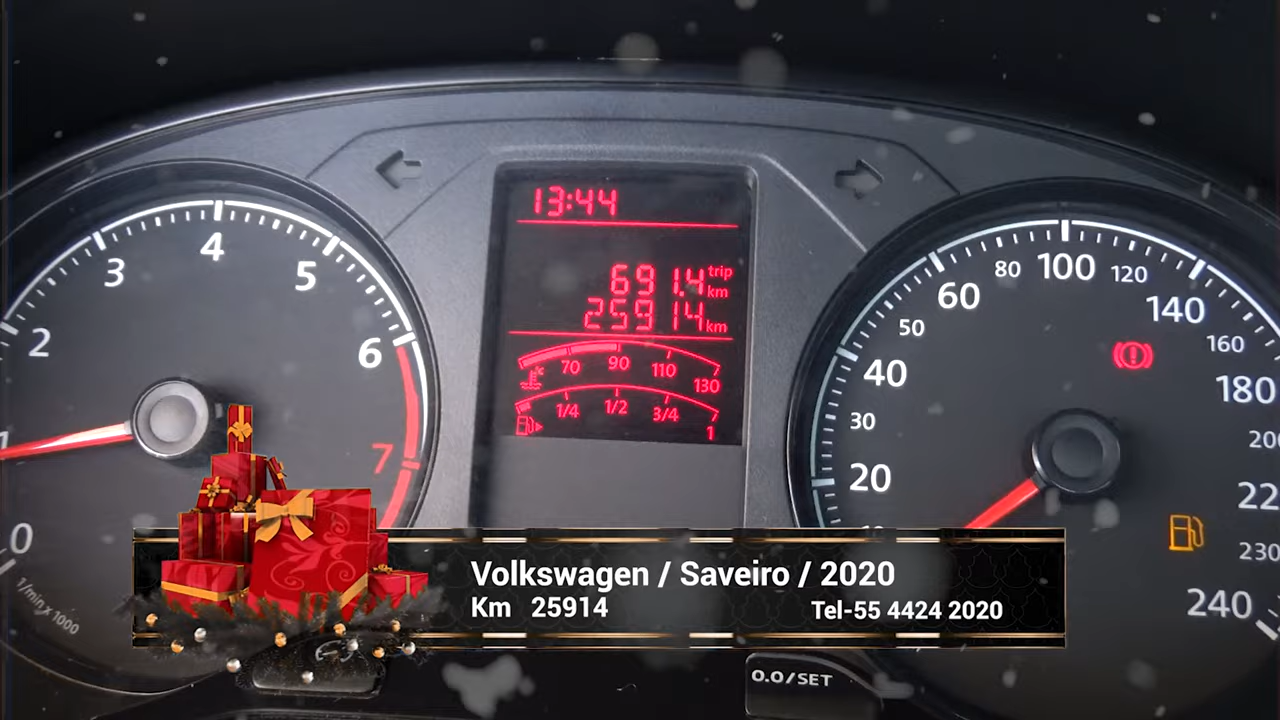 13:44
691.4 trip km
25914 km
70 90 110 130
1/4 1/2 3/4 1
1 2 3 4 5 6 7
0
1/min x 1000
20 30 40 50 60 80 100 120 140 160 180
220
230
240
Volkswagen / Saveiro / 2020
Km 25914
Tel-55 4424 2020
0.0/SET